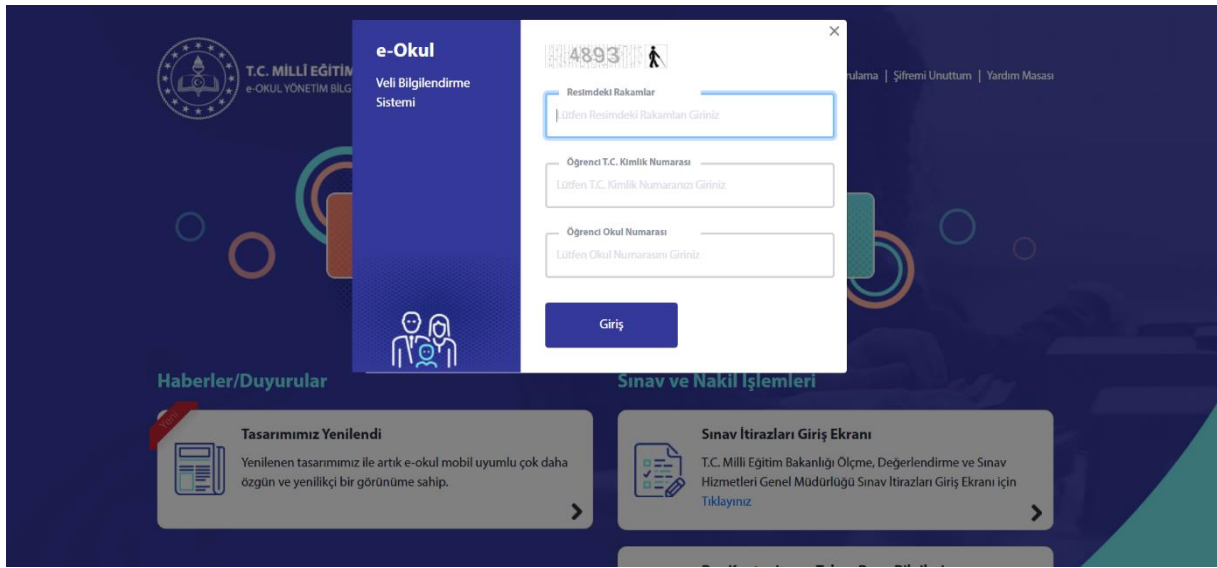 T.C. MİLLÎ EĞİTİM
e-OKUL YÖNETİM BİLG
e-Okul
Veli Bilgilendirme
Sistemi
4893
×
Resimdeki Rakamlar
Lütfen Resimdeki Rakamları Giriniz
Öğrenci T.C. Kimlik Numarası
Lütfen T.C. Kimlik Numaranızı Giriniz
Öğrenci Okul Numarası
Lütfen Okul Numarasını Giriniz
Giriş
rulama | Şifremi Unuttum | Yardım Masası
Haberler/Duyurular
Yeni
Tasarımımız Yenilendi
Yenilenen tasarımımız ile artık e-okul mobil uyumlu çok daha
özgün ve yenilikçi bir görünüme sahip.
Sınav ve Nakil İşlemleri
Sınav İtirazları Giriş Ekranı
T.C. Milli Eğitim Bakanlığı Ölçme, Değerlendirme ve Sınav
Hizmetleri Genel Müdürlüğü Sınav İtirazları Giriş Ekranı için
Tıklayınız